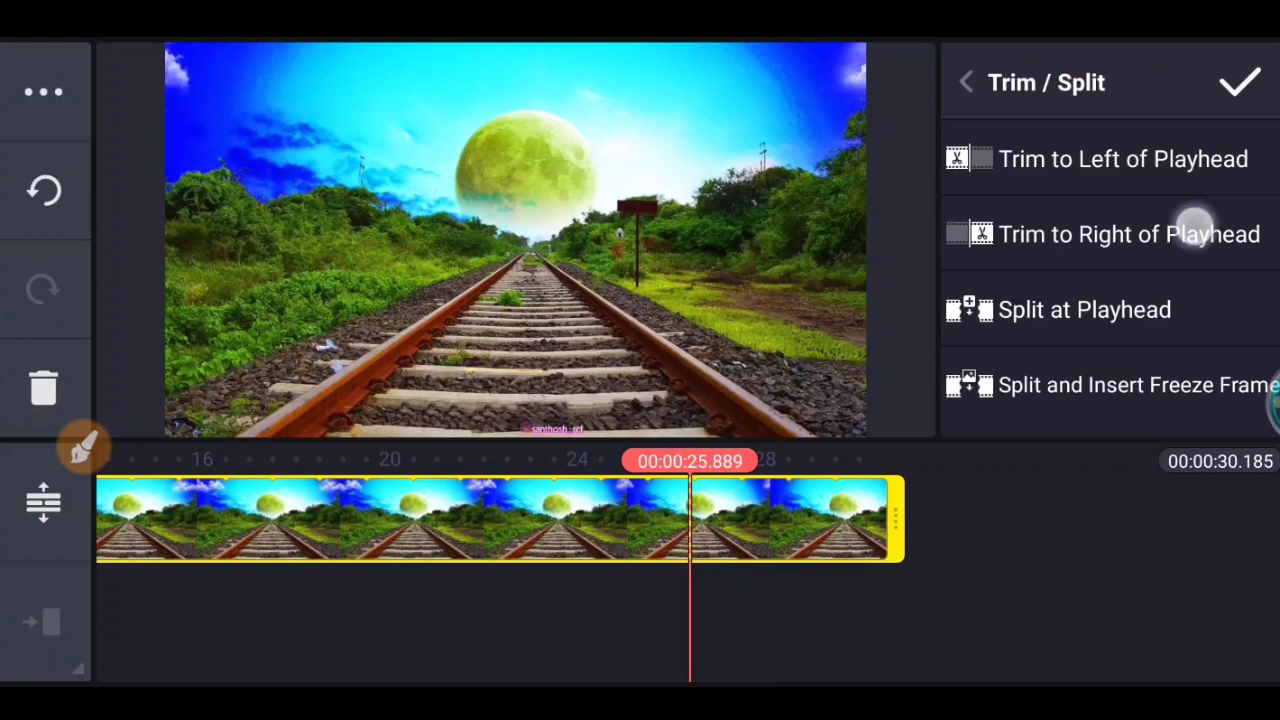 Trim / Split
Trim to Left of Playhead
Trim to Right of Playhead
Split at Playhead
Split and Insert Freeze Frame
16 20 24 00:00:25.889 28 00:00:30.185